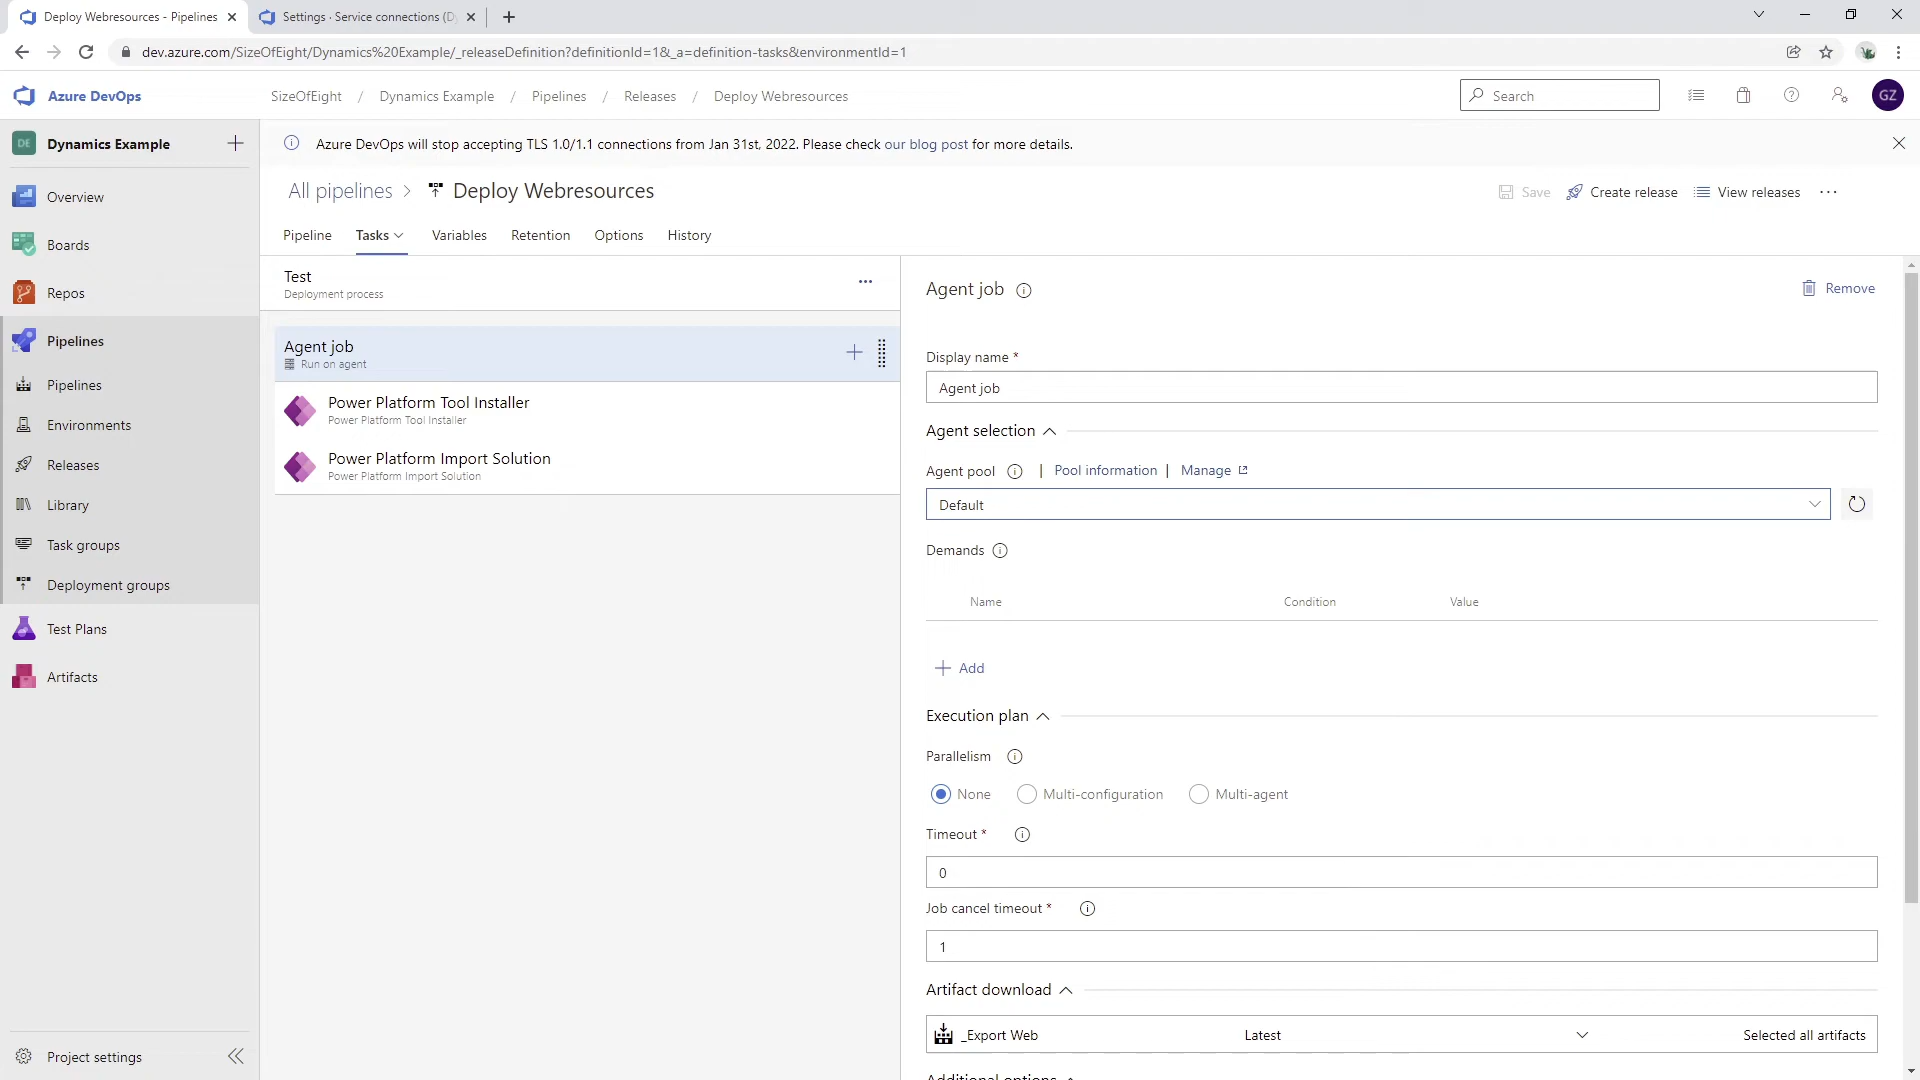 Deploy Webresources - Pipelines
Settings · Service connections (Dy
dev.azure.com/SizeOfEight/Dynamics%20Example/_releaseDefinition?definitionId=1&_a=definition-tasks&environmentId=1
Azure DevOps
SizeOfEight / Dynamics Example / Pipelines / Releases / Deploy Webresources
Search
GZ
DE Dynamics Example
Azure DevOps will stop accepting TLS 1.0/1.1 connections from Jan 31st, 2022. Please check our blog post for more details.
Overview
Boards
Repos
Pipelines
Pipelines
Environments
Releases
Library
Task groups
Deployment groups
Test Plans
Artifacts
Project settings
All pipelines > Deploy Webresources
Save
Create release
View releases
Pipeline
Tasks
Variables
Retention
Options
History
Test
Deployment process
Agent job
Run on agent
Power Platform Tool Installer
Power Platform Tool Installer
Power Platform Import Solution
Power Platform Import Solution
Agent job
Remove
Display name *
Agent job
Agent selection
Agent pool | Pool information | Manage
Default
Demands
Name Condition Value
Add
Execution plan
Parallelism
None Multi-configuration Multi-agent
Timeout *
0
Job cancel timeout *
1
Artifact download
_Export Web Latest Selected all artifacts
Additional options